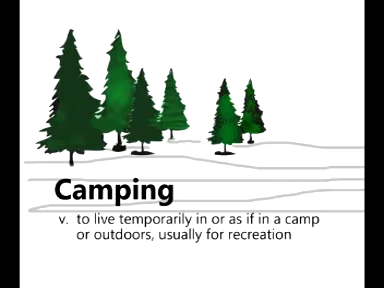 Camping
v. to live temporarily in or as if in a camp
or outdoors, usually for recreation